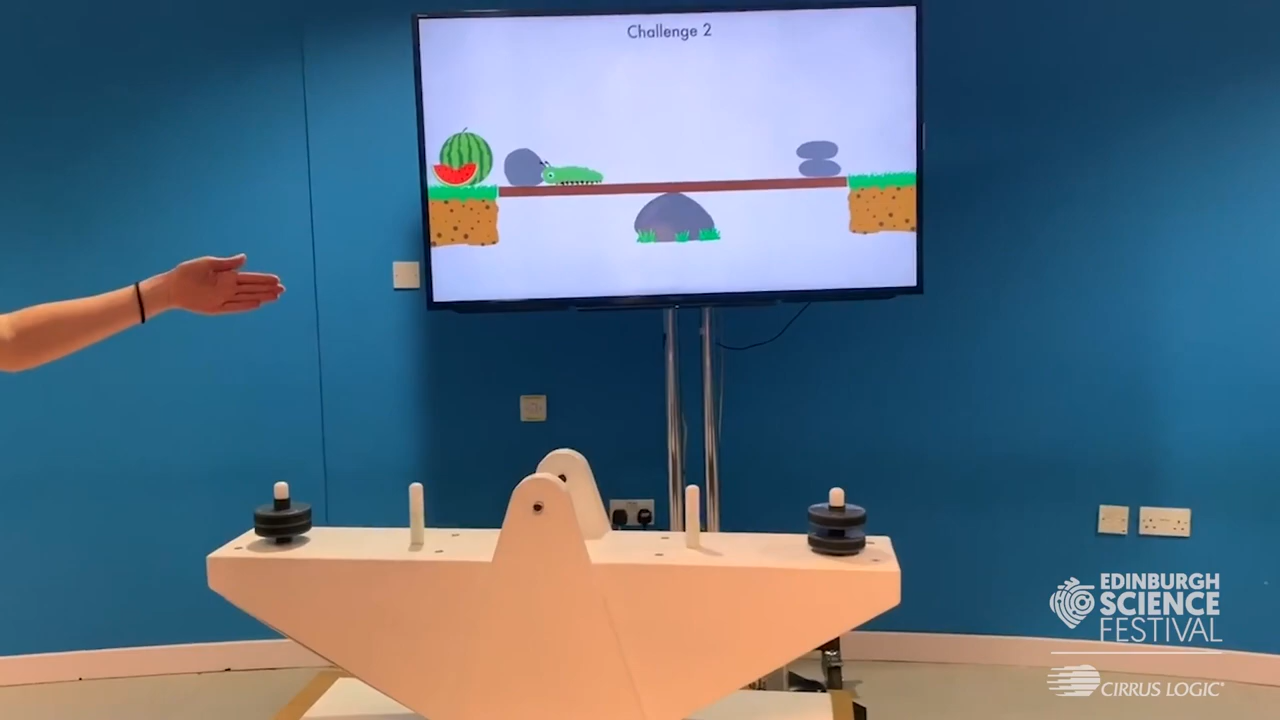 Challenge 2
EDINBURGH
SCIENCE
FESTIVAL
CIRRUS LOGIC®